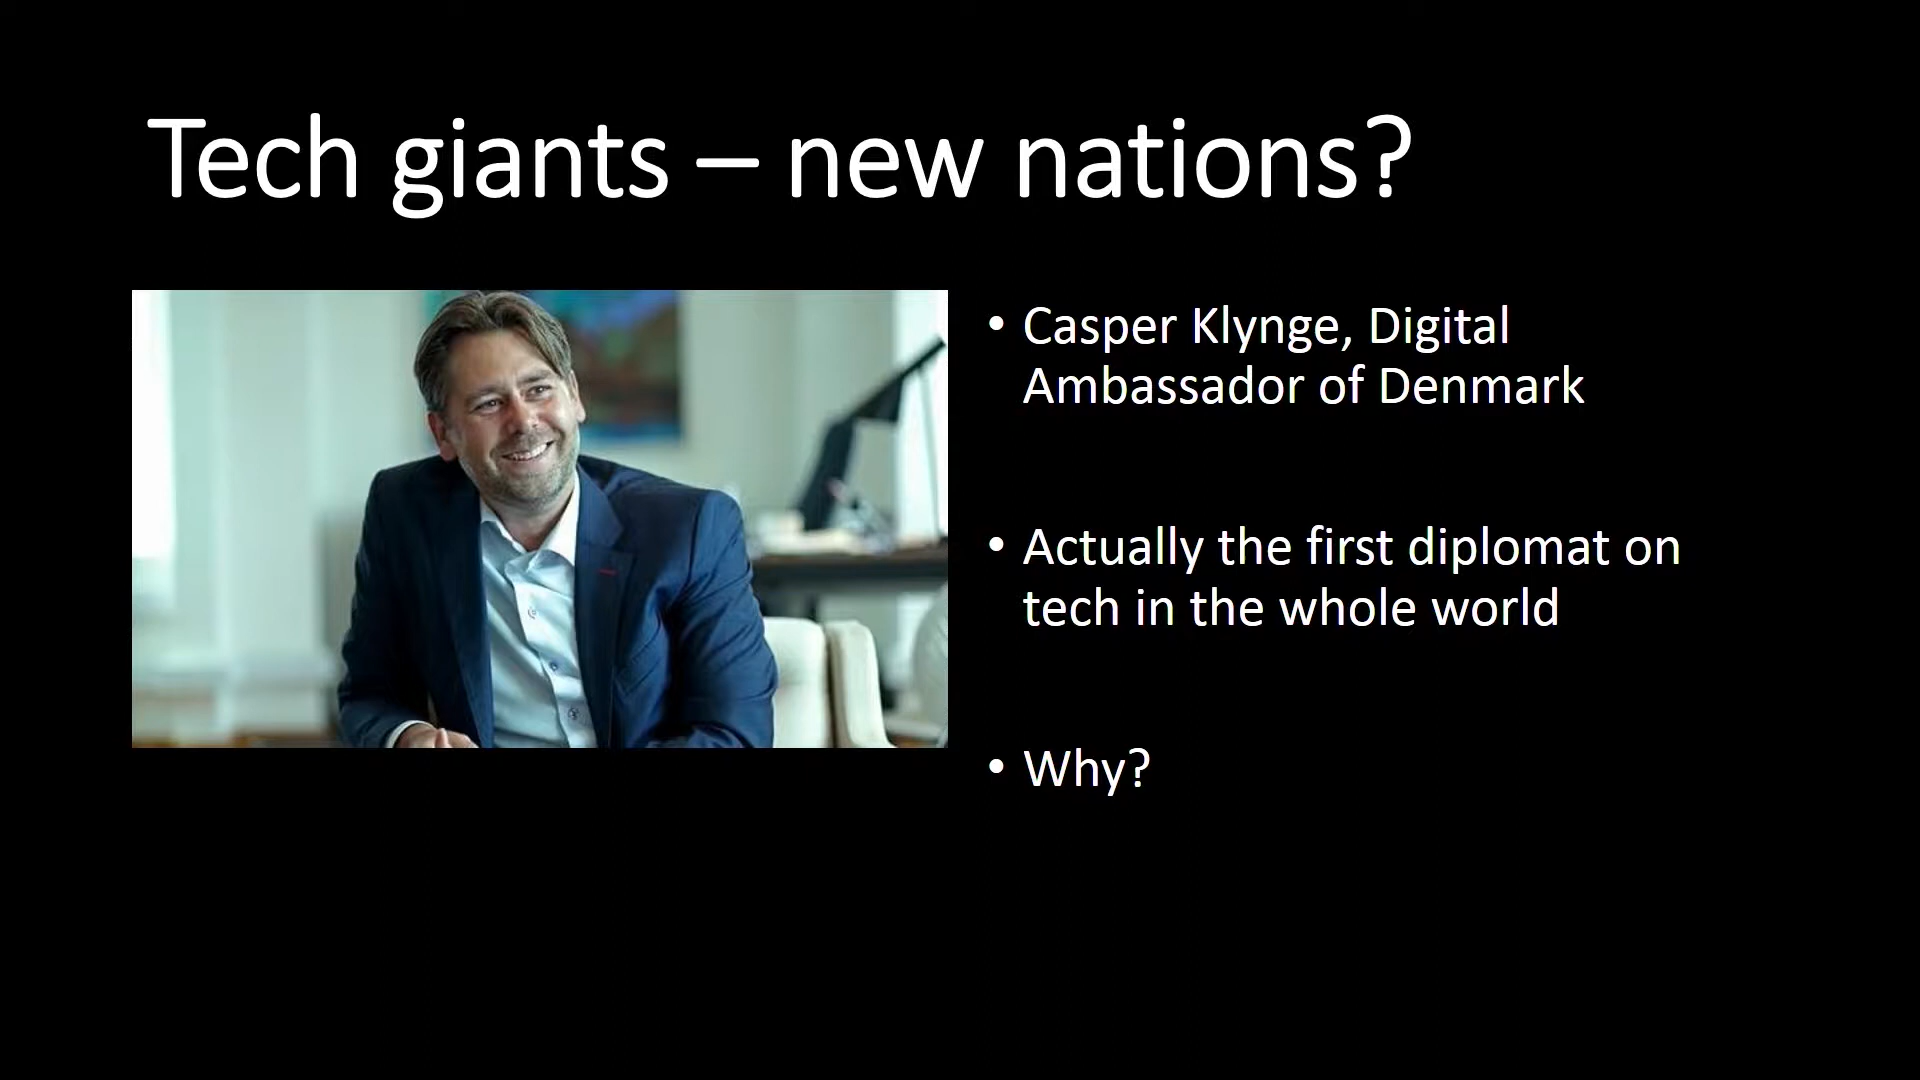 Tech giants – new nations?
• Casper Klynge, Digital
Ambassador of Denmark
• Actually the first diplomat on
tech in the whole world
• Why?